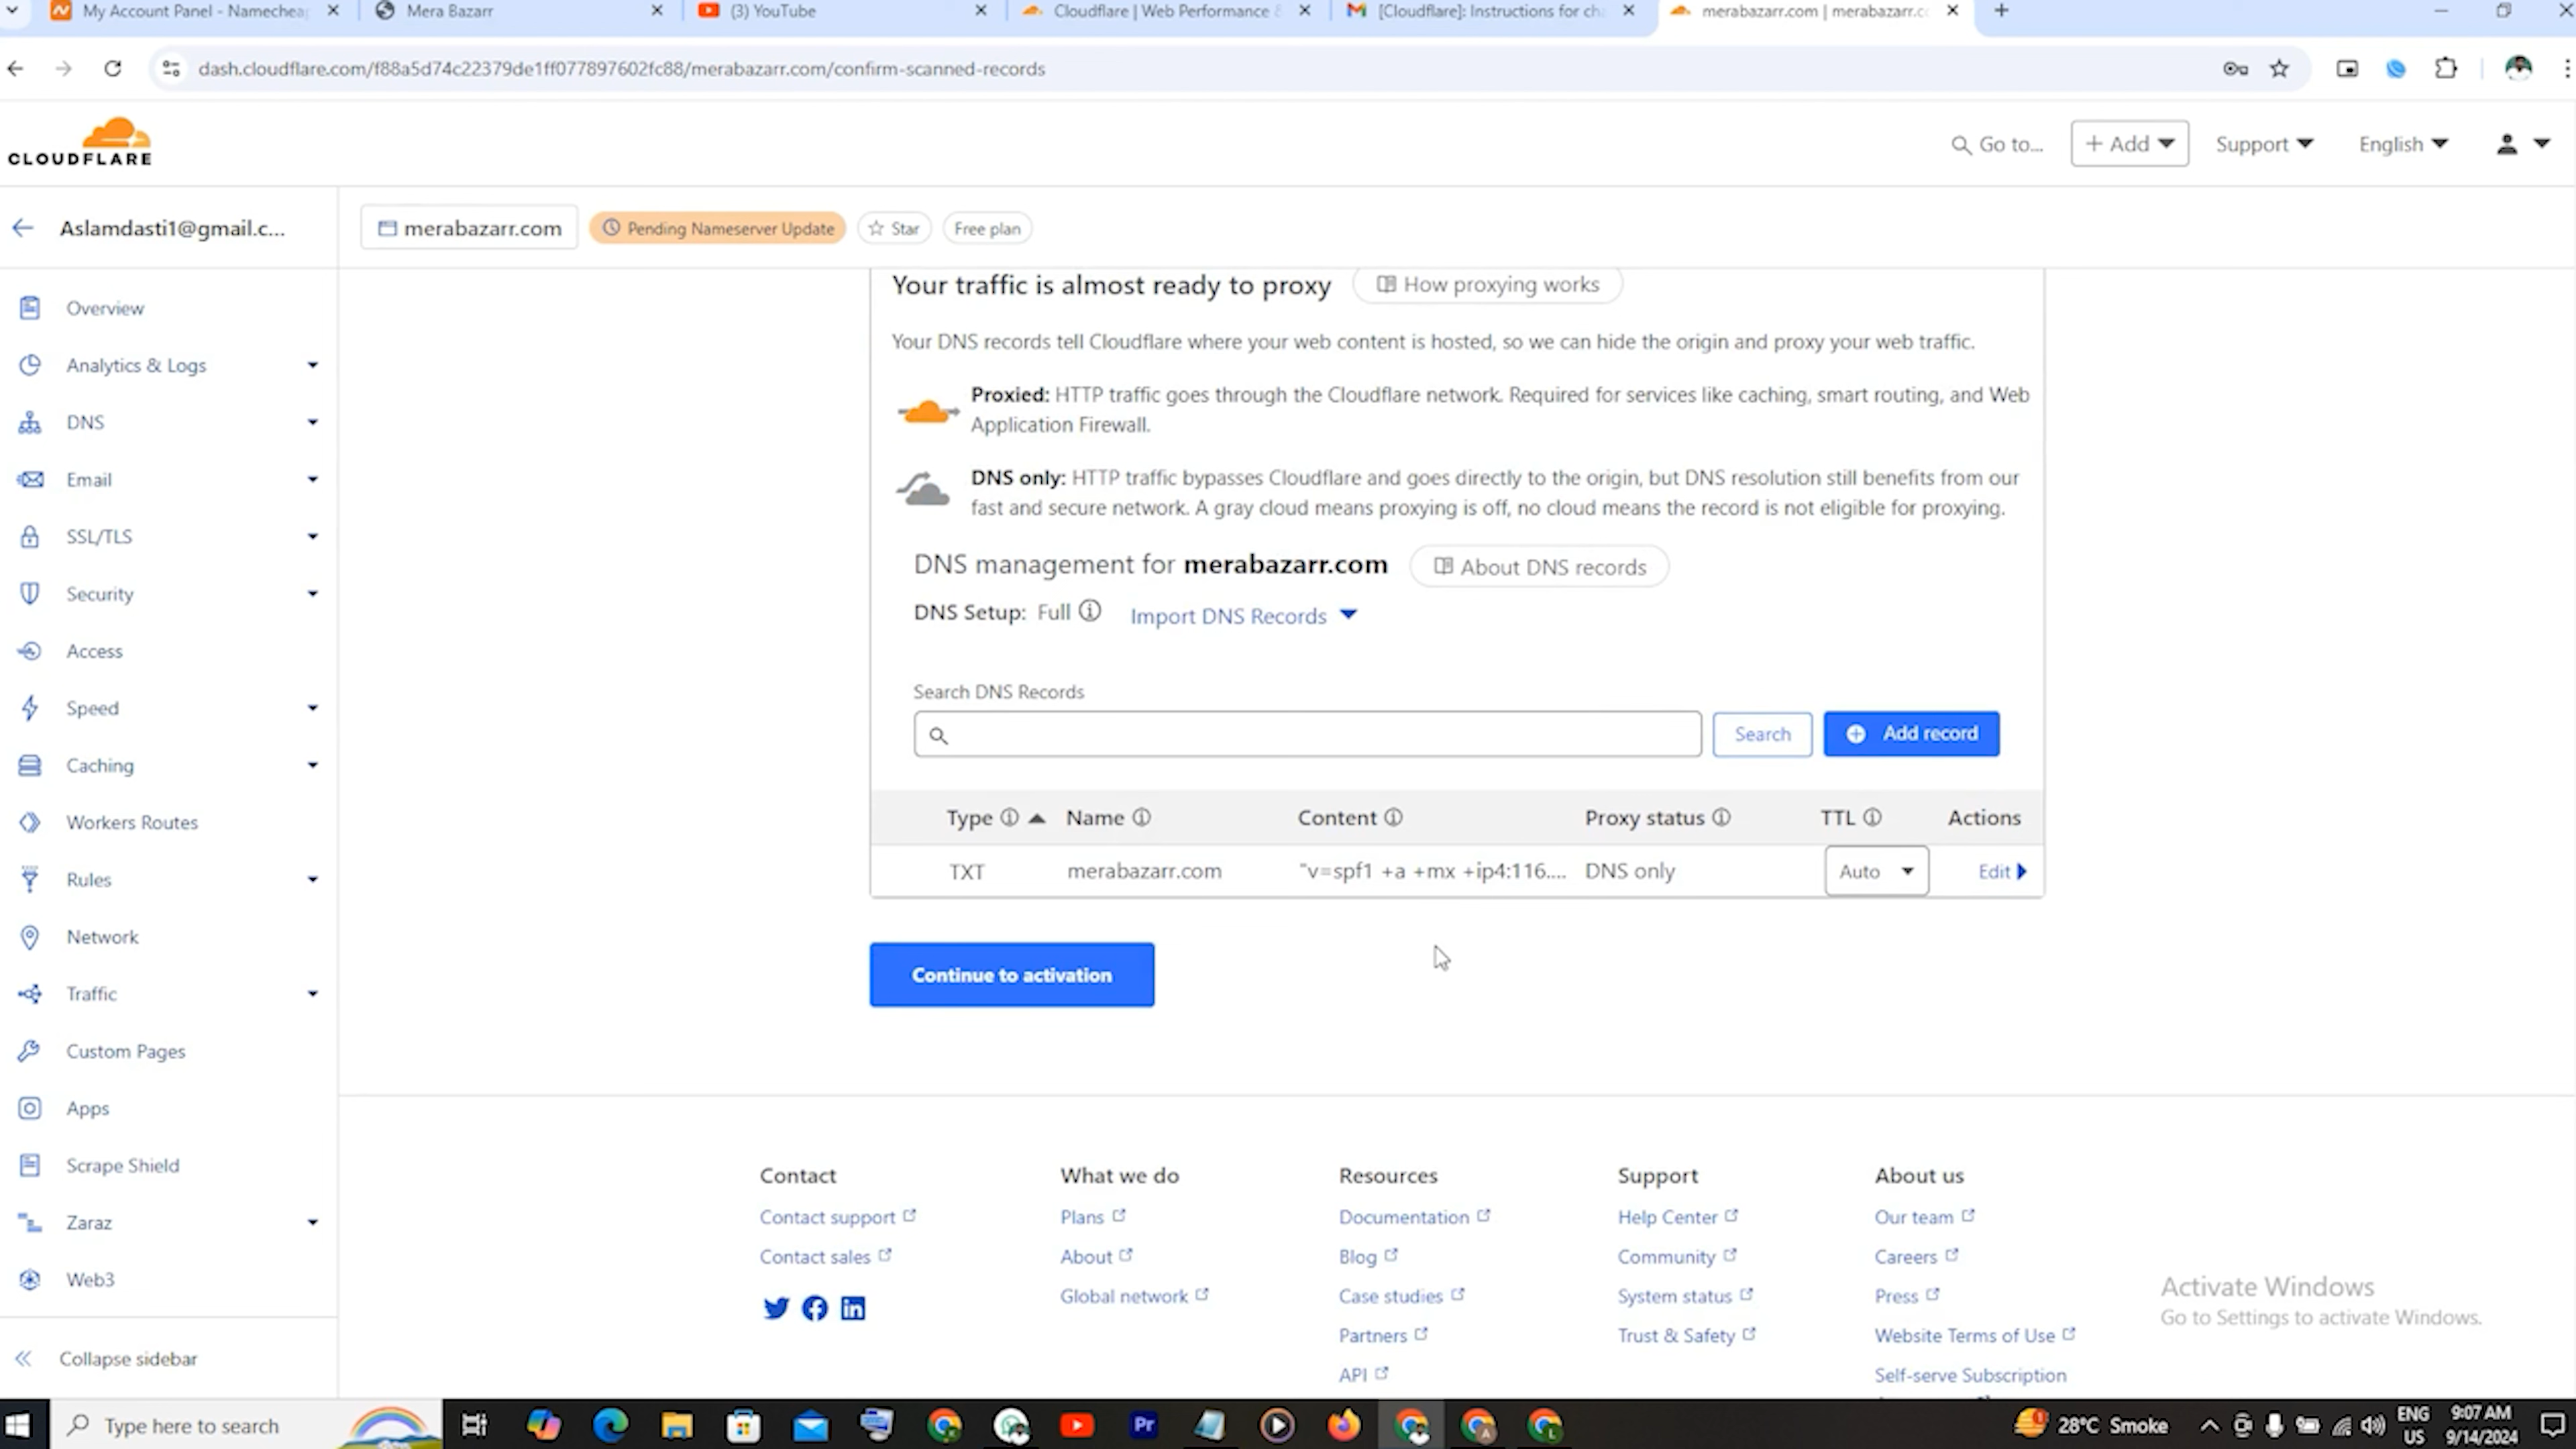 My Account Panel - Namecheap
Mera Bazarr
(3) YouTube
Cloudflare | Web Performance &
[Cloudflare]: Instructions for cha
merabazarr.com | merabazarr.co
dash.cloudflare.com/f88a5d74c22379de1ff077897602fc88/merabazarr.com/confirm-scanned-records
CLOUDFLARE
Go to...
+ Add
Support
English
Aslamdasti1@gmail.c...
merabazarr.com
Pending Nameserver Update
Star
Free plan
Overview
Analytics & Logs
DNS
Email
SSL/TLS
Security
Access
Speed
Caching
Workers Routes
Rules
Network
Traffic
Custom Pages
Apps
Scrape Shield
Zaraz
Web3
Collapse sidebar
Your traffic is almost ready to proxy
How proxying works
Your DNS records tell Cloudflare where your web content is hosted, so we can hide the origin and proxy your web traffic.
Proxied: HTTP traffic goes through the Cloudflare network. Required for services like caching, smart routing, and Web
Application Firewall.
DNS only: HTTP traffic bypasses Cloudflare and goes directly to the origin, but DNS resolution still benefits from our
fast and secure network. A gray cloud means proxying is off, no cloud means the record is not eligible for proxying.
DNS management for merabazarr.com
About DNS records
DNS Setup: Full
Import DNS Records
Search DNS Records
Search
Add record
Type Name Content Proxy status TTL Actions
TXT merabazarr.com "v=spf1 +a +mx +ip4:116.... DNS only Auto Edit
Continue to activation
Contact
Contact support
Contact sales
What we do
Plans
About
Global network
Resources
Documentation
Blog
Case studies
Partners
API
Support
Help Center
Community
System status
Trust & Safety
About us
Our team
Careers
Press
Website Terms of Use
Self-serve Subscription
Activate Windows
Go to Settings to activate Windows.
Type here to search
Pr
28°C Smoke
ENG
US
9:07 AM
9/14/2024